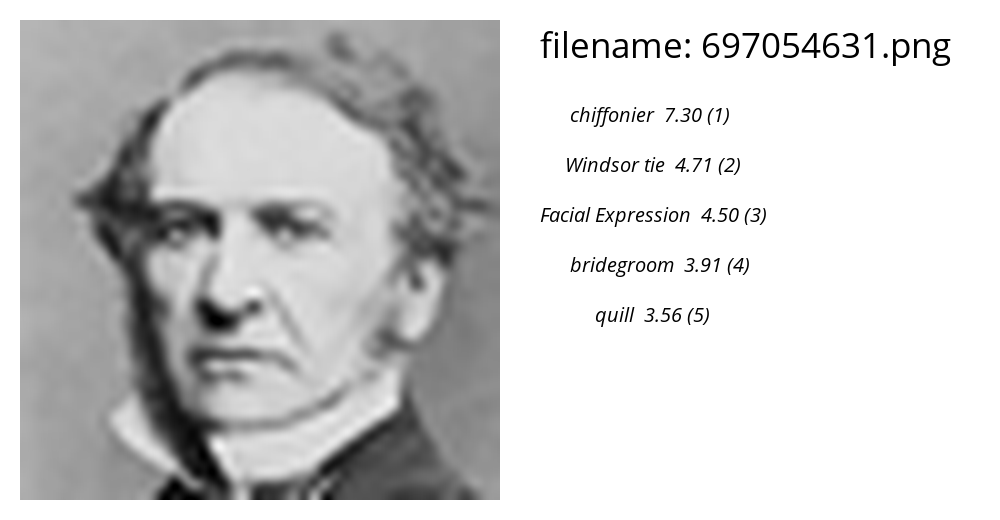 filename: 697054631.png
chiffonier 7.30 (1)
Windsor tie 4.71 (2)
Facial Expression 4.50 (3)
bridegroom 3.91 (4)
quill 3.56 (5)